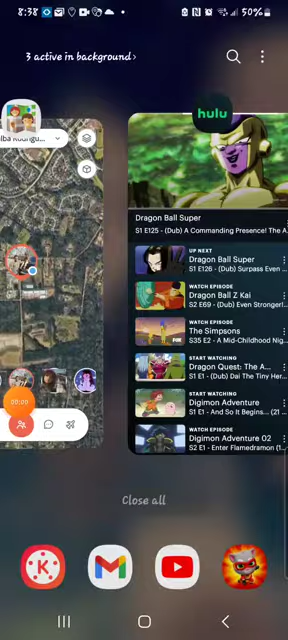 8:38
50%
3 active in background >
hulu
Dragon Ball Super
S1 E125 - (Dub) A Commanding Presence! The A...
UP NEXT
Dragon Ball Super
S1 E126 - (Dub) Surpass Even ...
WATCH EPISODE
Dragon Ball Z Kai
S2 E69 - (Dub) Even Stronger!...
WATCH EPISODE
The Simpsons
S35 E2 - A Mid-Childhood Nig...
START WATCHING
Dragon Quest: The A...
S1 E1 - (Dub) Dai The Tiny Her...
START WATCHING
Digimon Adventure
S1 E1 - And So It Begins... (21 ...
WATCH EPISODE
Digimon Adventure 02
S2 E1 - Enter Flamedramon (1...
00:00
Close all
K